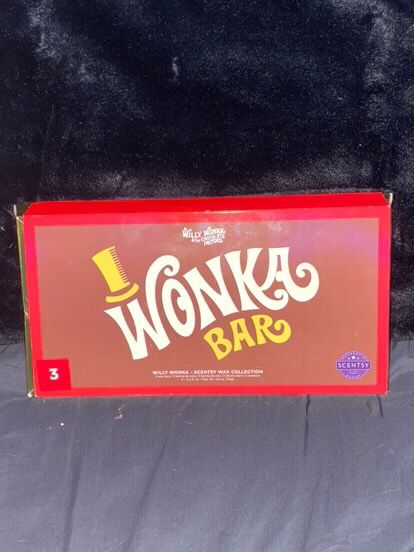 WILLY WONKA
& THE CHOCOLATE
FACTORY
WONKA
BAR
WILLY WONKA – SCENTSY WAX COLLECTION
3
SCENTSY